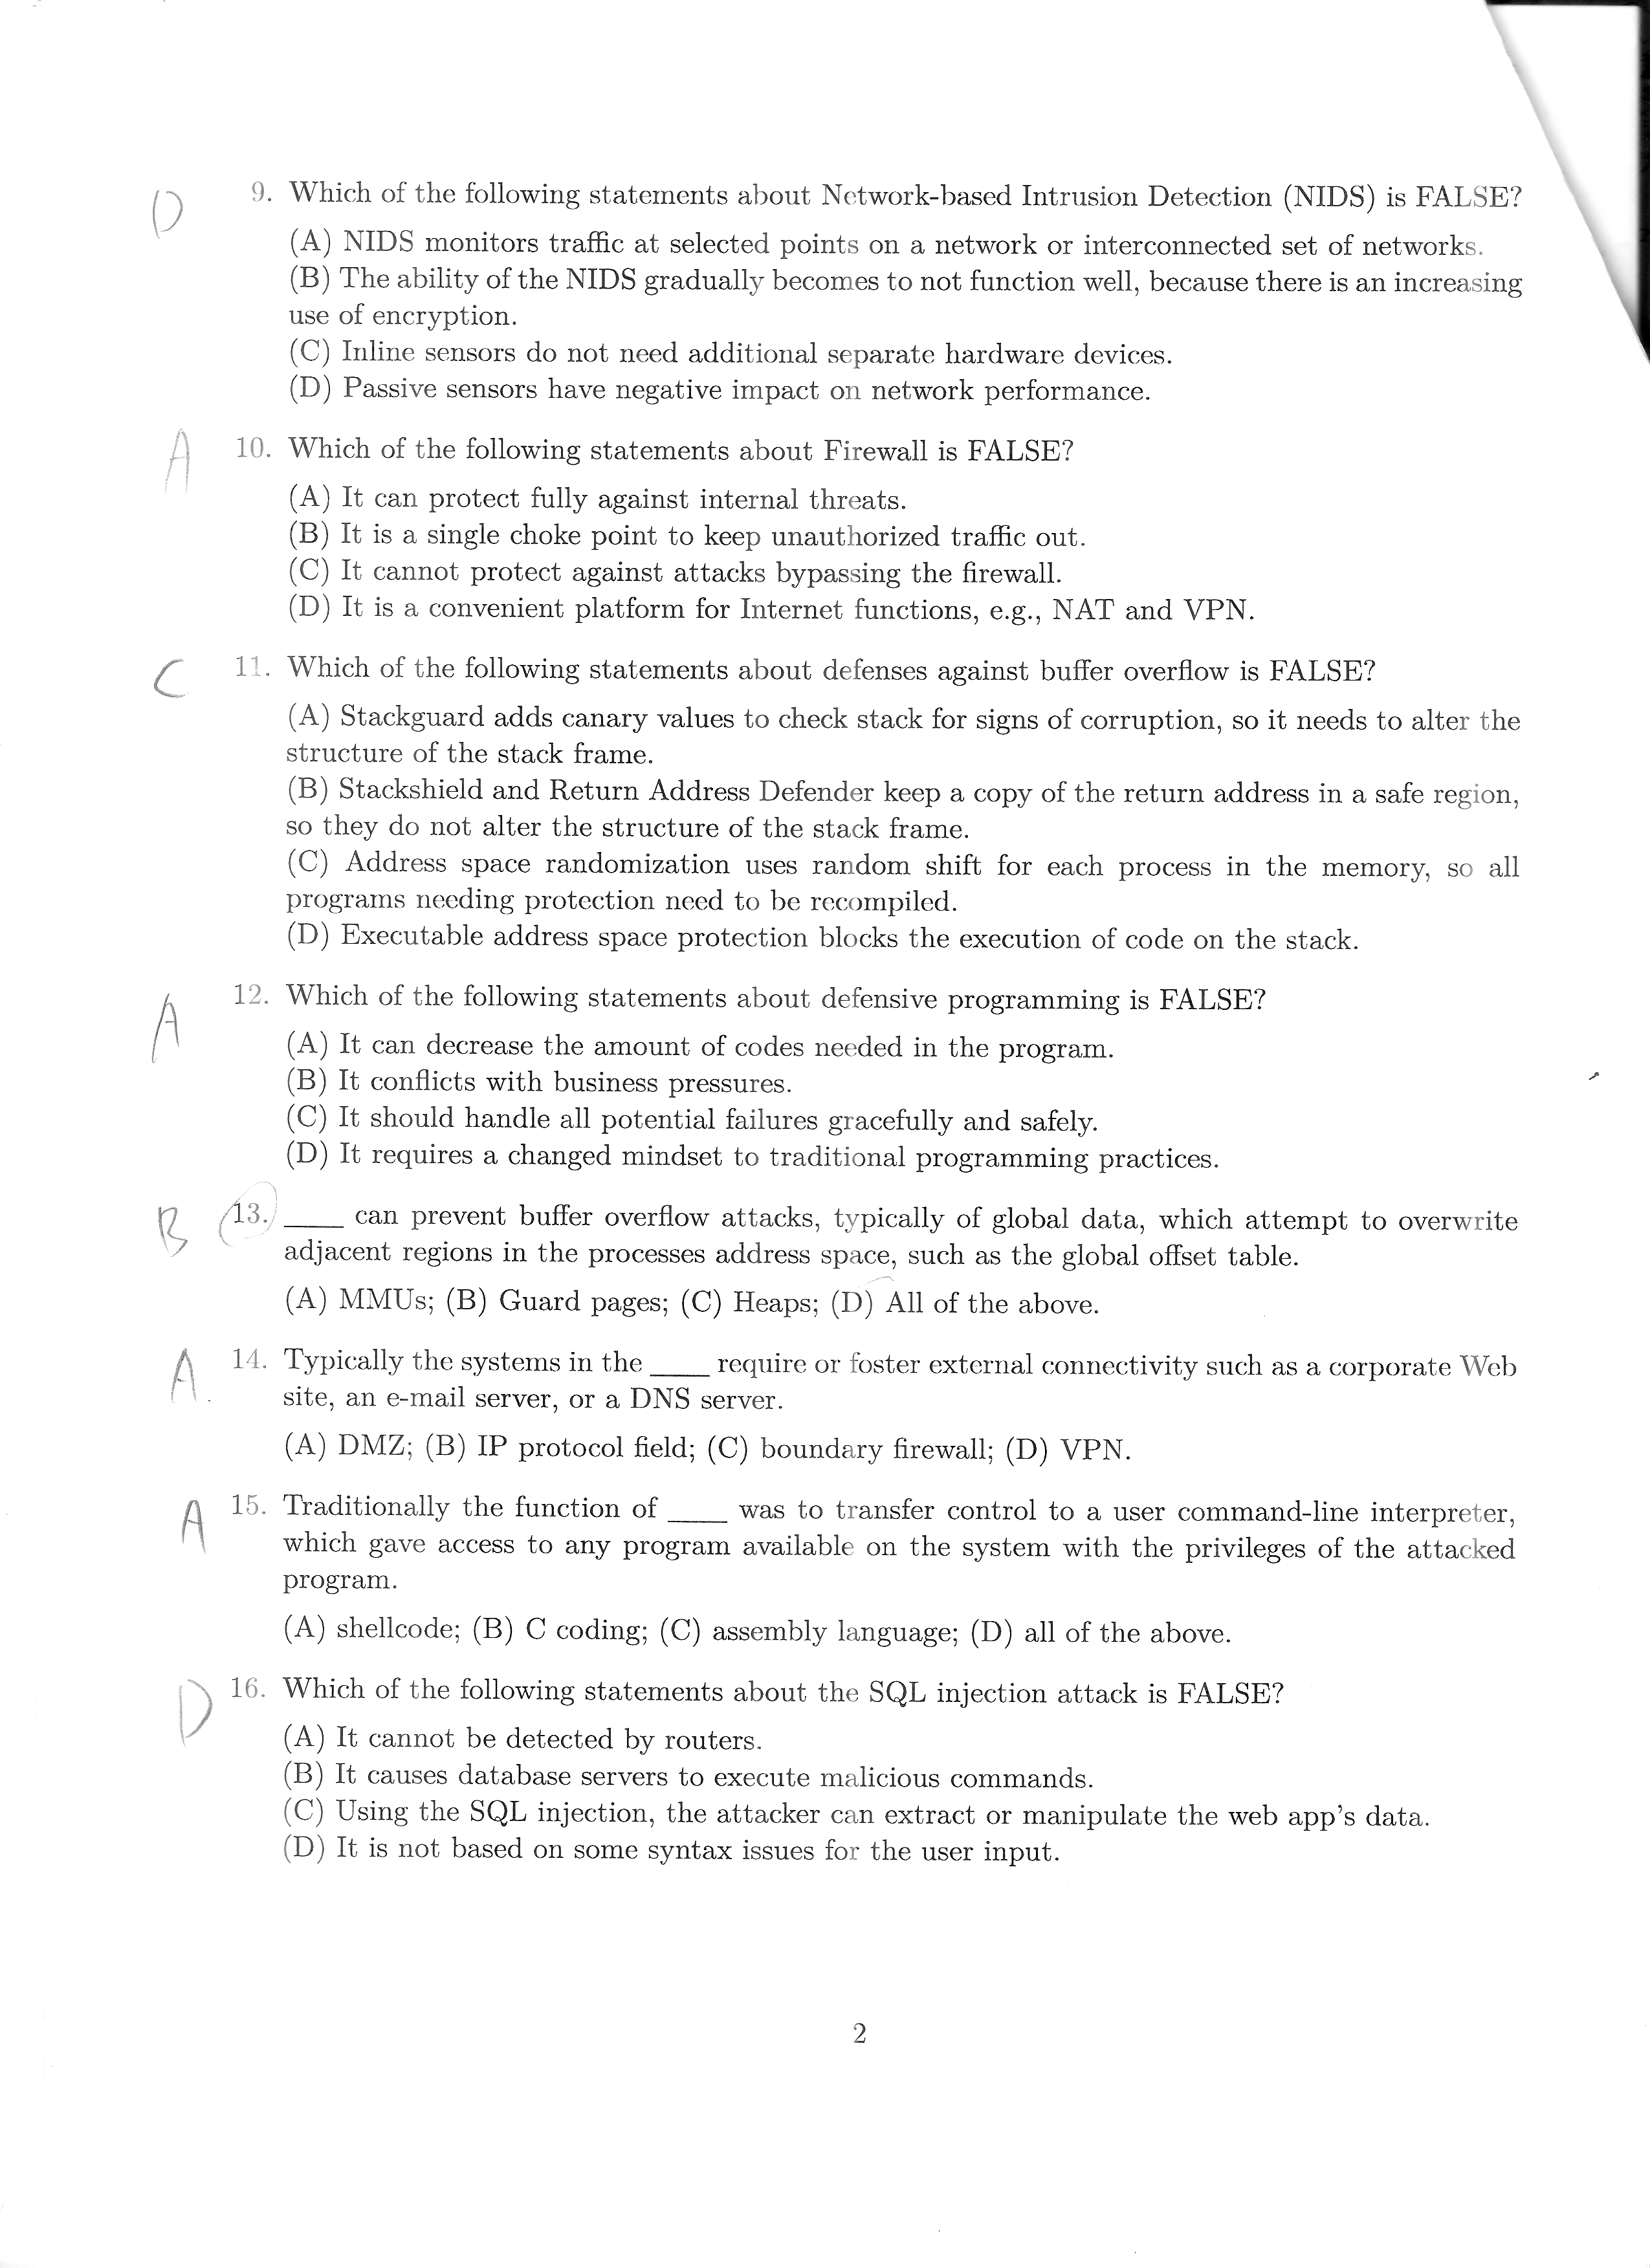 D 9. Which of the following statements about Network-based Intrusion Detection (NIDS) is FALSE?
(A) NIDS monitors traffic at selected points on a network or interconnected set of networks.
(B) The ability of the NIDS gradually becomes to not function well, because there is an increasing
use of encryption.
(C) Inline sensors do not need additional separate hardware devices.
(D) Passive sensors have negative impact on network performance.
A 10. Which of the following statements about Firewall is FALSE?
(A) It can protect fully against internal threats.
(B) It is a single choke point to keep unauthorized traffic out.
(C) It cannot protect against attacks bypassing the firewall.
(D) It is a convenient platform for Internet functions, e.g., NAT and VPN.
C 11. Which of the following statements about defenses against buffer overflow is FALSE?
(A) Stackguard adds canary values to check stack for signs of corruption, so it needs to alter the
structure of the stack frame.
(B) Stackshield and Return Address Defender keep a copy of the return address in a safe region,
so they do not alter the structure of the stack frame.
(C) Address space randomization uses random shift for each process in the memory, so all
programs needing protection need to be recompiled.
(D) Executable address space protection blocks the execution of code on the stack.
A 12. Which of the following statements about defensive programming is FALSE?
(A) It can decrease the amount of codes needed in the program.
(B) It conflicts with business pressures.
(C) It should handle all potential failures gracefully and safely.
(D) It requires a changed mindset to traditional programming practices.
B 13. ____ can prevent buffer overflow attacks, typically of global data, which attempt to overwrite
adjacent regions in the processes address space, such as the global offset table.
(A) MMUs; (B) Guard pages; (C) Heaps; (D) All of the above.
A 14. Typically the systems in the ____ require or foster external connectivity such as a corporate Web
site, an e-mail server, or a DNS server.
(A) DMZ; (B) IP protocol field; (C) boundary firewall; (D) VPN.
A 15. Traditionally the function of ____ was to transfer control to a user command-line interpreter,
which gave access to any program available on the system with the privileges of the attacked
program.
(A) shellcode; (B) C coding; (C) assembly language; (D) all of the above.
D 16. Which of the following statements about the SQL injection attack is FALSE?
(A) It cannot be detected by routers.
(B) It causes database servers to execute malicious commands.
(C) Using the SQL injection, the attacker can extract or manipulate the web app's data.
(D) It is not based on some syntax issues for the user input.
2